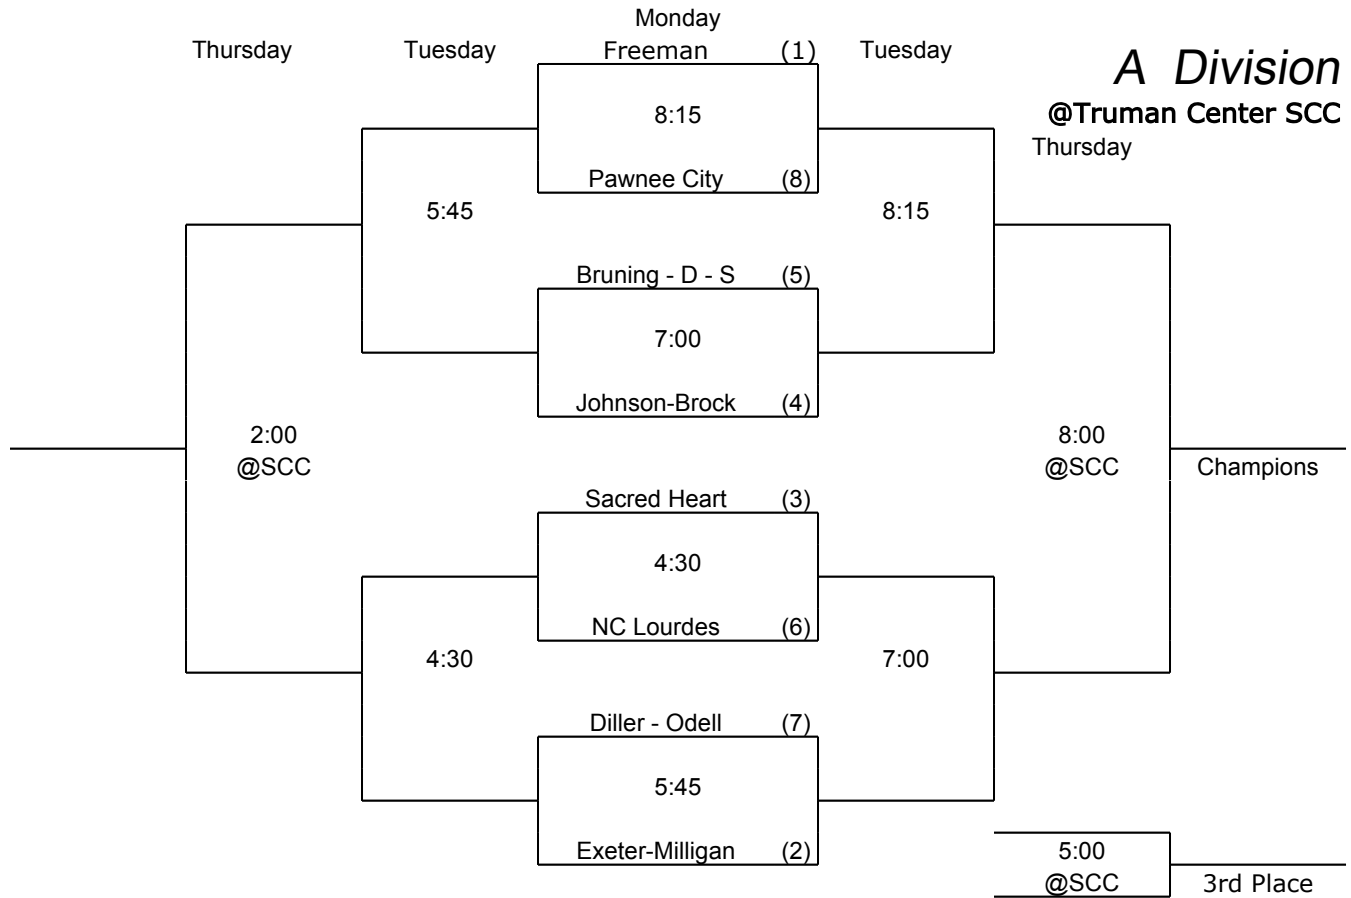 Monday
Thursday Tuesday Freeman (1) Tuesday
A Division
@Truman Center SCC
8:15
Thursday
Pawnee City (8)
5:45 8:15
Bruning - D - S (5)
7:00
Johnson-Brock (4)
2:00 8:00
@SCC @SCC Champions
Sacred Heart (3)
4:30
NC Lourdes (6)
4:30 7:00
Diller - Odell (7)
5:45
Exeter-Milligan (2) 5:00
@SCC 3rd Place